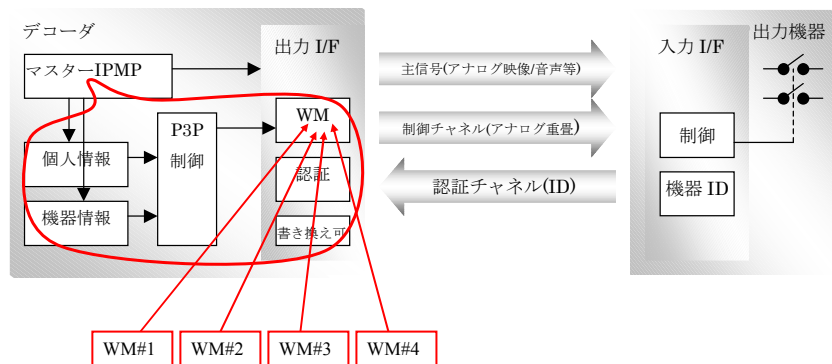 デコーダ
出力 I/F
マスターIPMP
WM
P3P
制御
個人情報
認証
機器情報
書き換え可
主信号(アナログ映像/音声等)
制御チャネル(アナログ重畳)
認証チャネル(ID)
入力 I/F
出力機器
制御
機器 ID
WM#1
WM#2
WM#3
WM#4